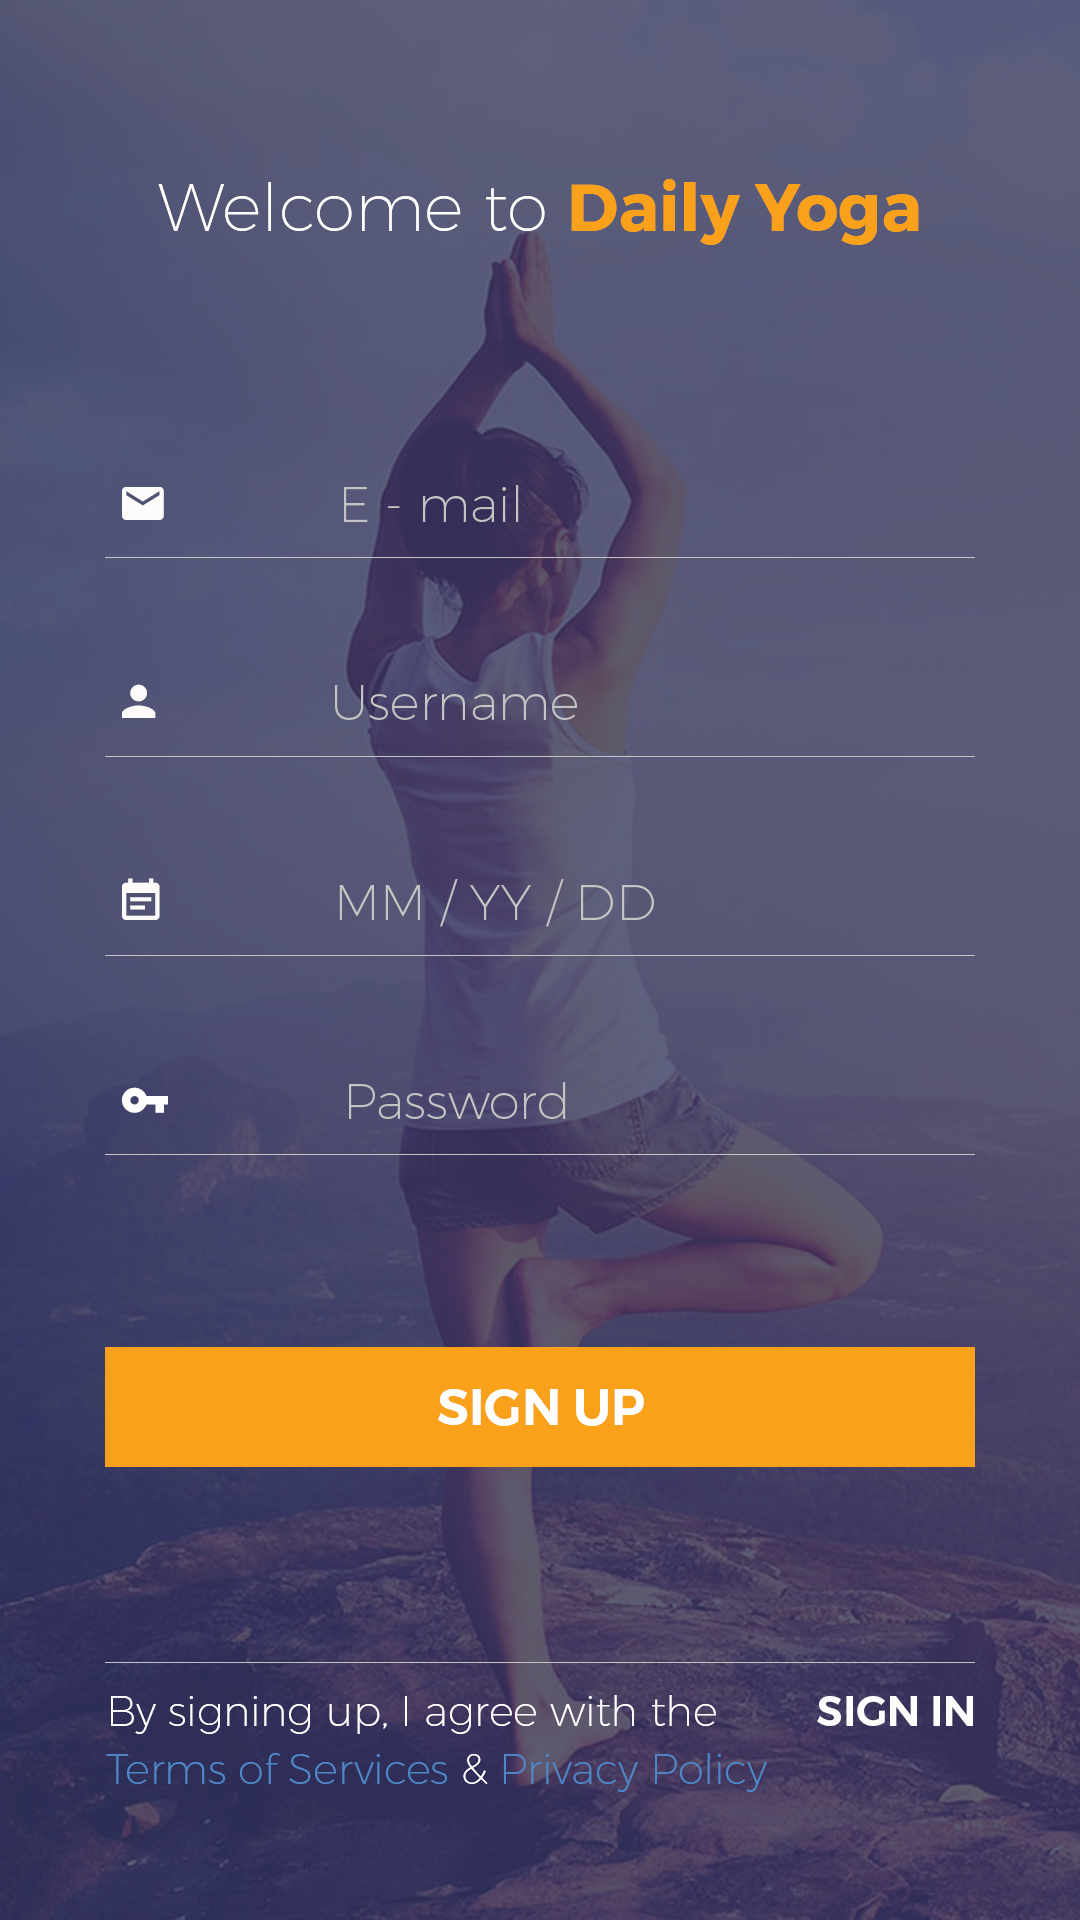 Welcome to Daily Yoga
E - mail
Username
MM / YY / DD
Password
SIGN UP
By signing up, I agree with the SIGN IN
Terms of Services & Privacy Policy